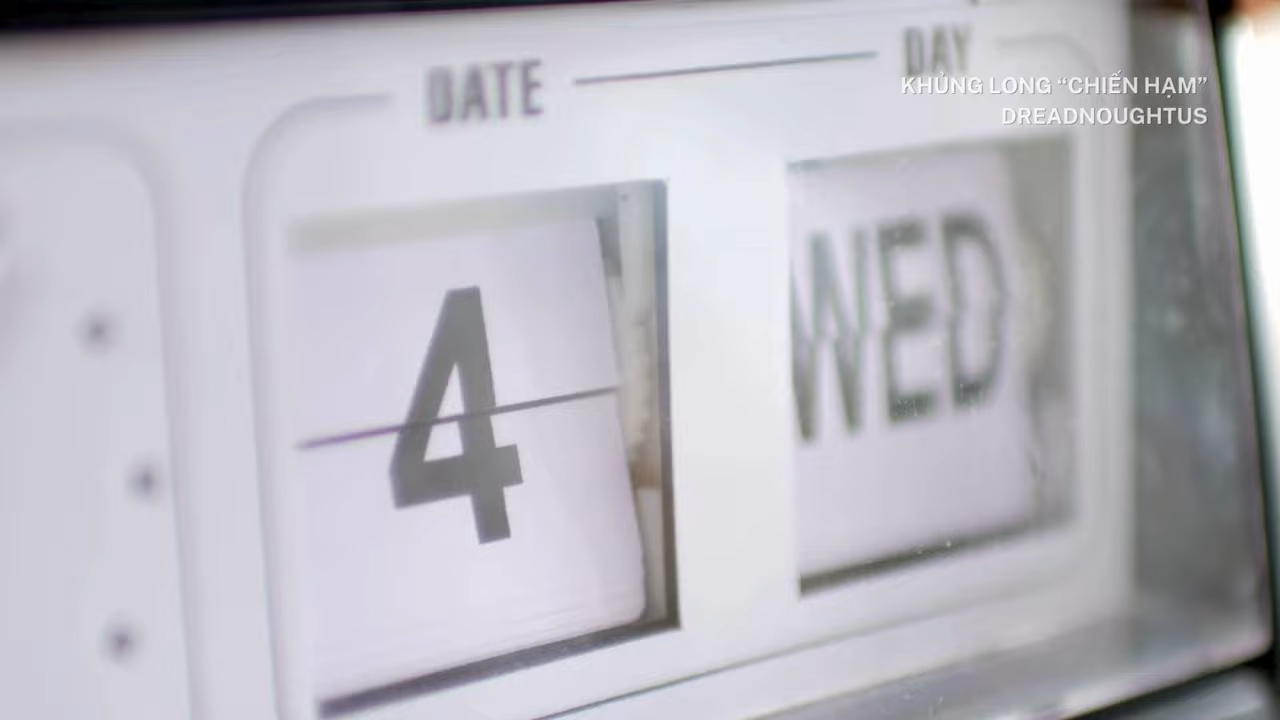 DATE
DAY
KHỦNG LONG “CHIẾN HẠM”
DREADNOUGHTUS
4
WED